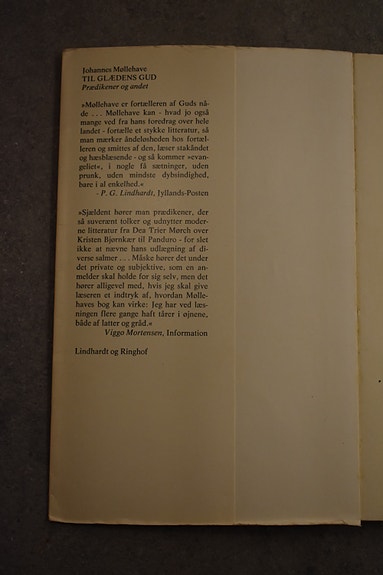 Johannes Møllehave
TIL GLÆDENS GUD
Prædikener og andet
»Møllehave er fortælleren af Guds nå-
de . . . Møllehave kan - hvad jo også
mange ved fra hans foredrag over hele
landet - fortælle et stykke litteratur, så
man mærker åndeløsheden hos fortæl-
leren og smittes af den, læser stakåndet
og hæsblæsende - og så kommer »evan-
geliet«, i nogle få sætninger, uden
prunk, uden mindste dybsindighed,
bare i al enkelhed.«
- P. G. Lindhardt, Jyllands-Posten
»Sjældent hører man prædikener, der
så suverænt tolker og udnytter moder-
ne litteratur fra Dea Trier Mørch over
Kristen Bjørnkær til Panduro - for slet
ikke at nævne hans udlægning af di-
verse salmer . . . Måske hører det under
det private og subjektive, som en an-
melder skal holde for sig selv, men det
hører alligevel med, hvis jeg skal give
læseren et indtryk af, hvordan Mølle-
haves bog kan virke: Jeg har ved læs-
ningen flere gange haft tårer i øjnene,
både af latter og gråd.«
Viggo Mortensen, Information
Lindhardt og Ringhof